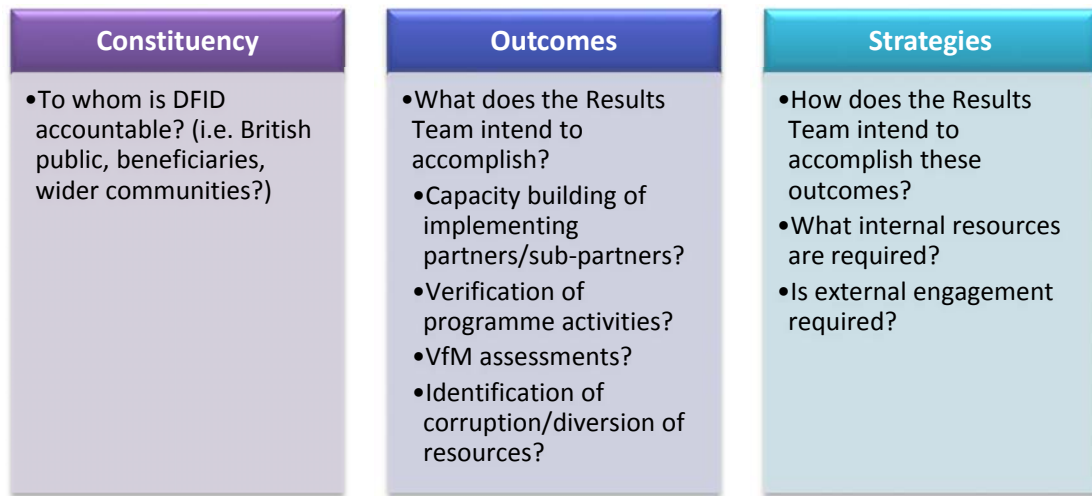 Constituency
•To whom is DFID
accountable? (i.e. British
public, beneficiaries,
wider communities?)
Outcomes
•What does the Results
Team intend to
accomplish?
•Capacity building of
implementing
partners/sub-partners?
•Verification of
programme activities?
•VfM assessments?
•Identification of
corruption/diversion of
resources?
Strategies
•How does the Results
Team intend to
accomplish these
outcomes?
•What internal resources
are required?
•Is external engagement
required?